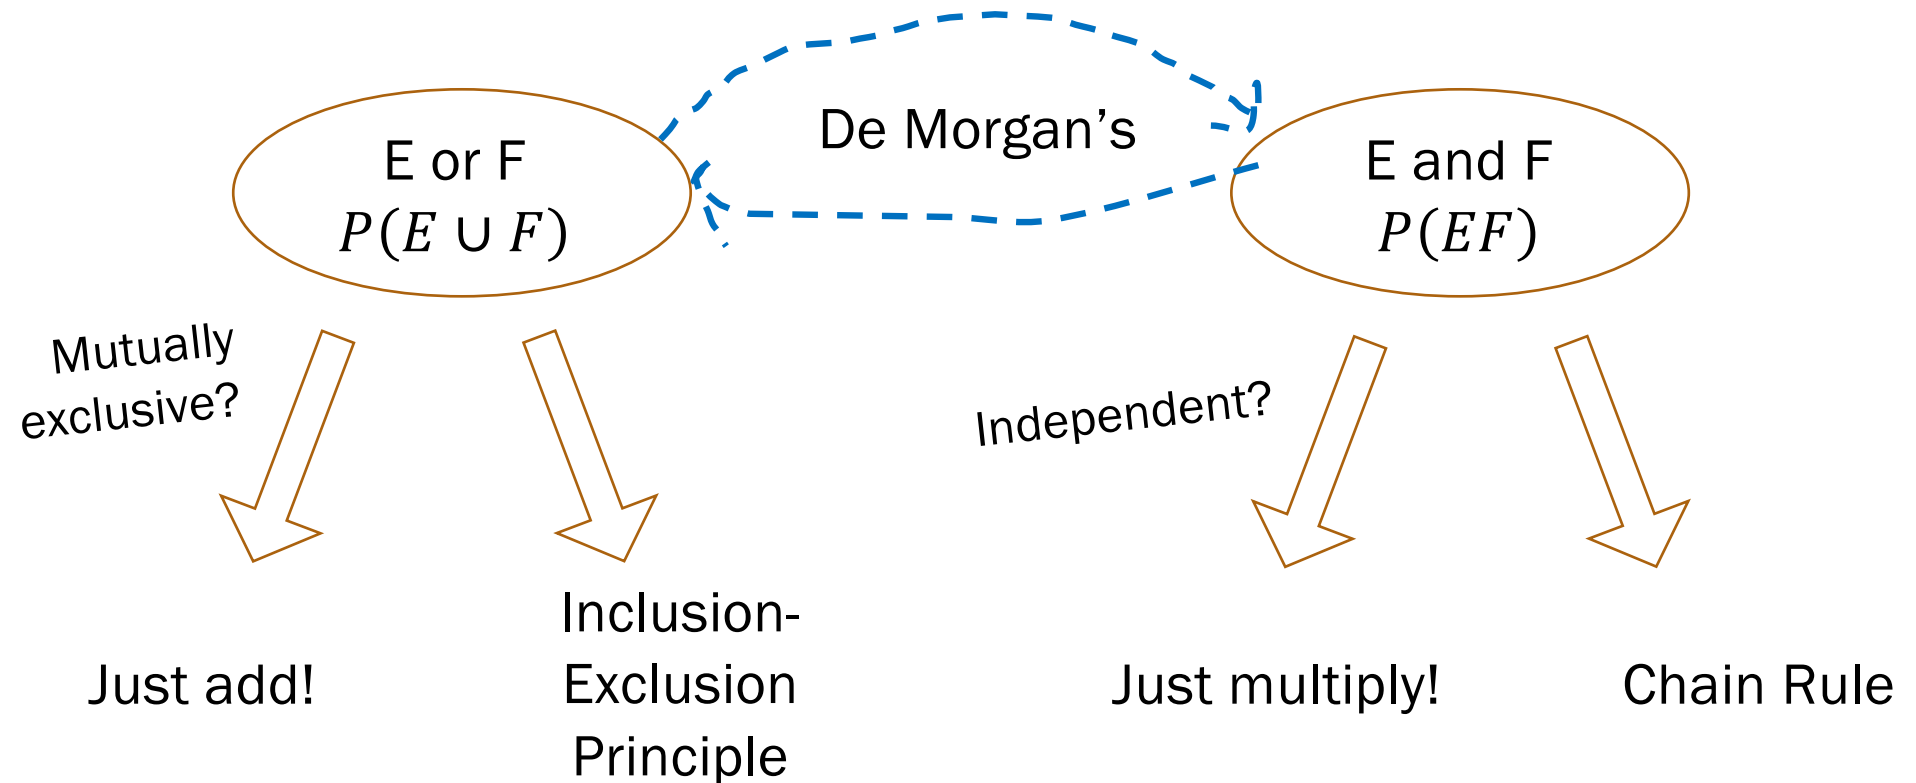 De Morgan’s
E or F
P(E ∪ F)
E and F
P(EF)
Mutually
exclusive?
Independent?
Just add!
Inclusion-
Exclusion
Principle
Just multiply!
Chain Rule